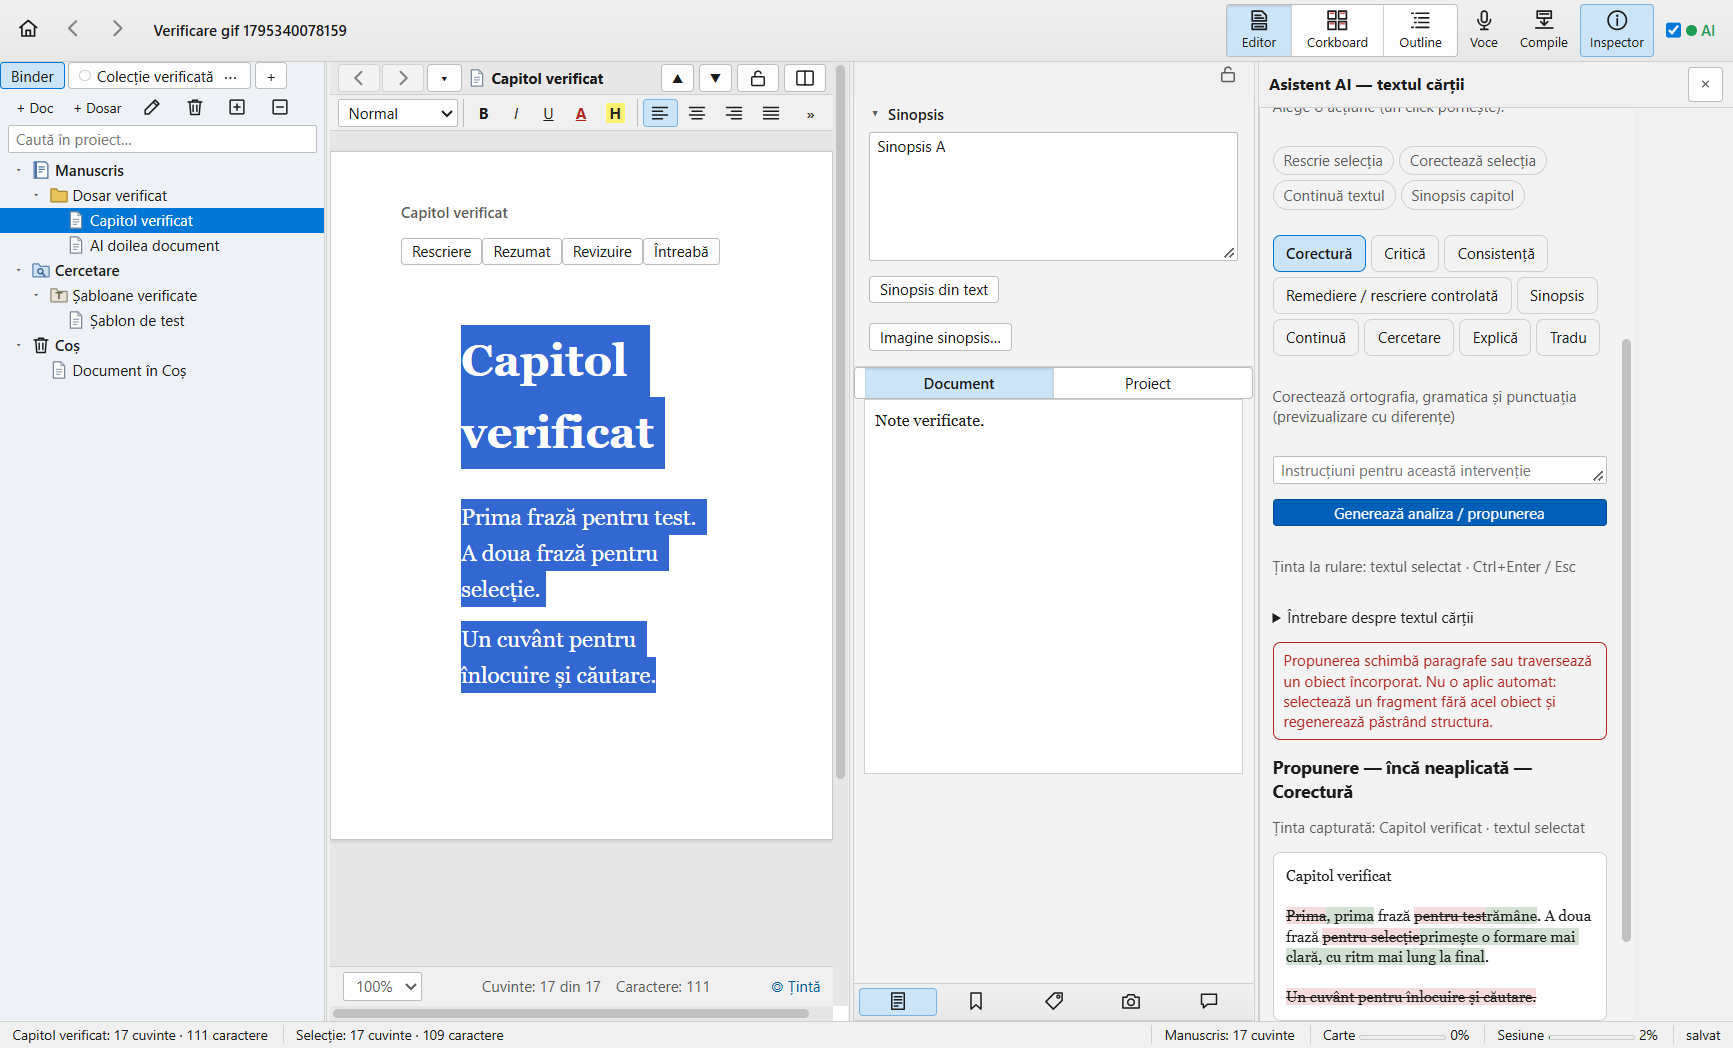 Verificare gif 1795340078159
Editor
Corkboard
Outline
Voce
Compile
Inspector
AI
Binder
Colecție verificată ...
+
+ Doc
+ Dosar
Caută în proiect...
Manuscris
Dosar verificat
Capitol verificat
Al doilea document
Cercetare
Șabloane verificate
Șablon de test
Coș
Document în Coș
Capitol verificat
Normal
B I U A H
»
Capitol verificat
Rescriere
Rezumat
Revizuire
Întreabă
Capitol
verificat
Prima frază pentru test.
A doua frază pentru
selecție.
Un cuvânt pentru
înlocuire și căutare.
100%
Cuvinte: 17 din 17
Caractere: 111
Țintă
Sinopsis
Sinopsis A
Sinopsis din text
Imagine sinopsis...
Document
Proiect
Note verificate.
Asistent AI — textul cărții
×
Alege o acțiune (un click pornește).
Rescrie selecția
Corectează selecția
Continuă textul
Sinopsis capitol
Corectură
Critică
Consistență
Remediere / rescriere controlată
Sinopsis
Continuă
Cercetare
Explică
Tradu
Corectează ortografia, gramatica și punctuația
(previzualizare cu diferențe)
Instrucțiuni pentru această intervenție
Generează analiza / propunerea
Ținta la rulare: textul selectat · Ctrl+Enter / Esc
Întrebare despre textul cărții
Propunerea schimbă paragrafe sau traversează
un obiect încorporat. Nu o aplic automat:
selectează un fragment fără acel obiect și
regenerează păstrând structura.
Propunere — încă neaplicată —
Corectură
Ținta capturată: Capitol verificat · textul selectat
Capitol verificat
Prima, prima frază pentru testrămâne. A doua
frază pentru selecțieprimește o formare mai
clară, cu ritm mai lung la final.
Un cuvânt pentru înlocuire și căutare.
Capitol verificat: 17 cuvinte · 111 caractere
Selecție: 17 cuvinte · 109 caractere
Manuscris: 17 cuvinte
Carte
0%
Sesiune
2%
salvat